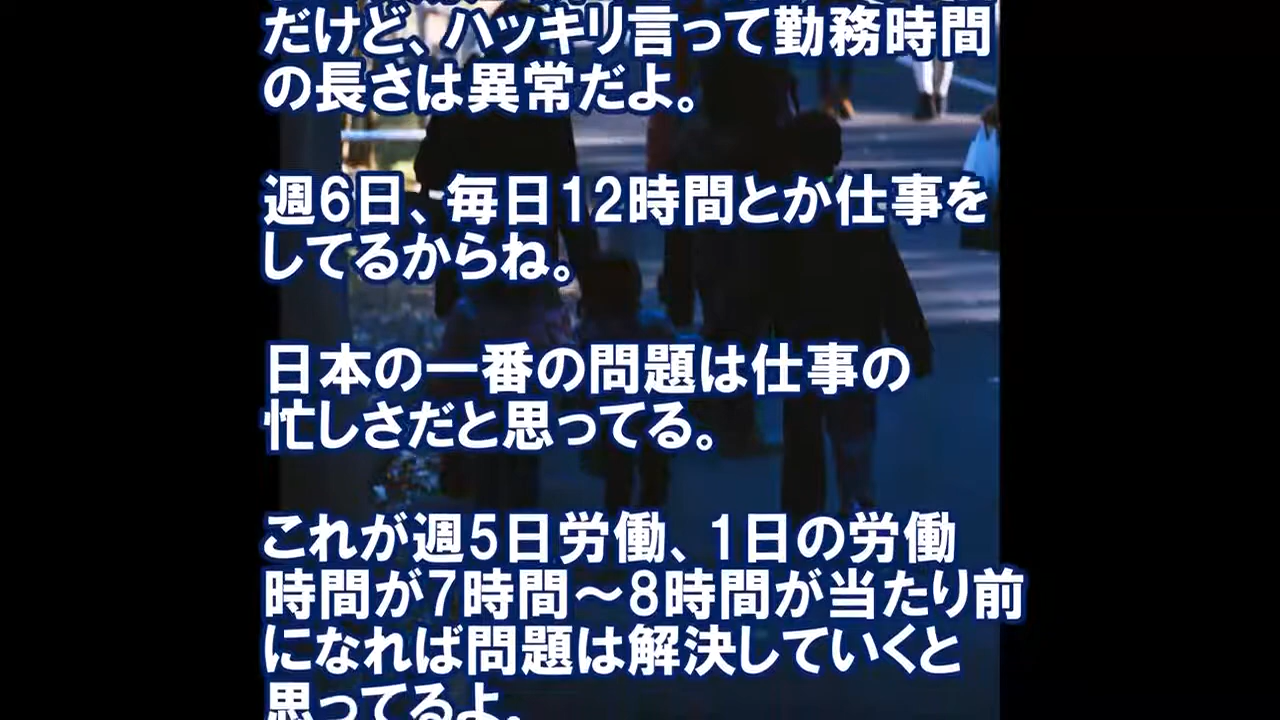 だけど、ハッキリ言って勤務時間
の長さは異常だよ。
週6日、毎日12時間とか仕事を
してるからね。
日本の一番の問題は仕事の
忙しさだと思ってる。
これが週5日労働、1日の労働
時間が7時間～8時間が当たり前
になれば問題は解決していくと
思ってるよ。